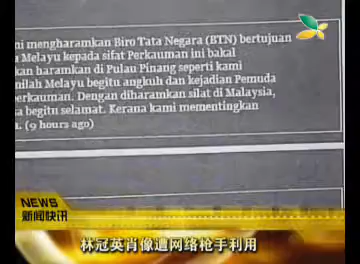 ni mengharamkan Biro Tata Negara (BTN) bertujuan
a Melayu kepada sifat Perkauman ini bakal
kan haramkan di Pulau Pinang seperti kami
nilah Melayu begitu angkuh dan kejadian Pemuda
perkauman. Dengan diharamkan silat di Malaysia,
a begitu selamat. Kerana kami mementingkan
(9 hours ago)
NEWS
新闻快讯
林冠英肖像遭网络枪手利用